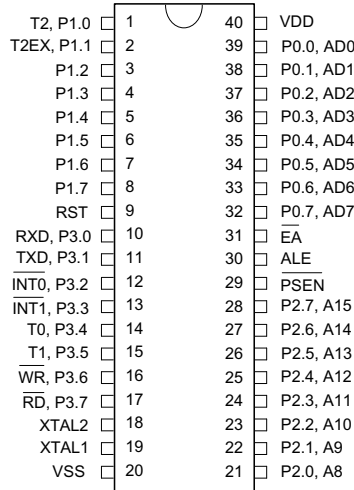 T2, P1.0 1 40 VDD
T2EX, P1.1 2 39 P0.0, AD0
P1.2 3 38 P0.1, AD1
P1.3 4 37 P0.2, AD2
P1.4 5 36 P0.3, AD3
P1.5 6 35 P0.4, AD4
P1.6 7 34 P0.5, AD5
P1.7 8 33 P0.6, AD6
RST 9 32 P0.7, AD7
RXD, P3.0 10 31 EA
TXD, P3.1 11 30 ALE
INT0, P3.2 12 29 PSEN
INT1, P3.3 13 28 P2.7, A15
T0, P3.4 14 27 P2.6, A14
T1, P3.5 15 26 P2.5, A13
WR, P3.6 16 25 P2.4, A12
RD, P3.7 17 24 P2.3, A11
XTAL2 18 23 P2.2, A10
XTAL1 19 22 P2.1, A9
VSS 20 21 P2.0, A8